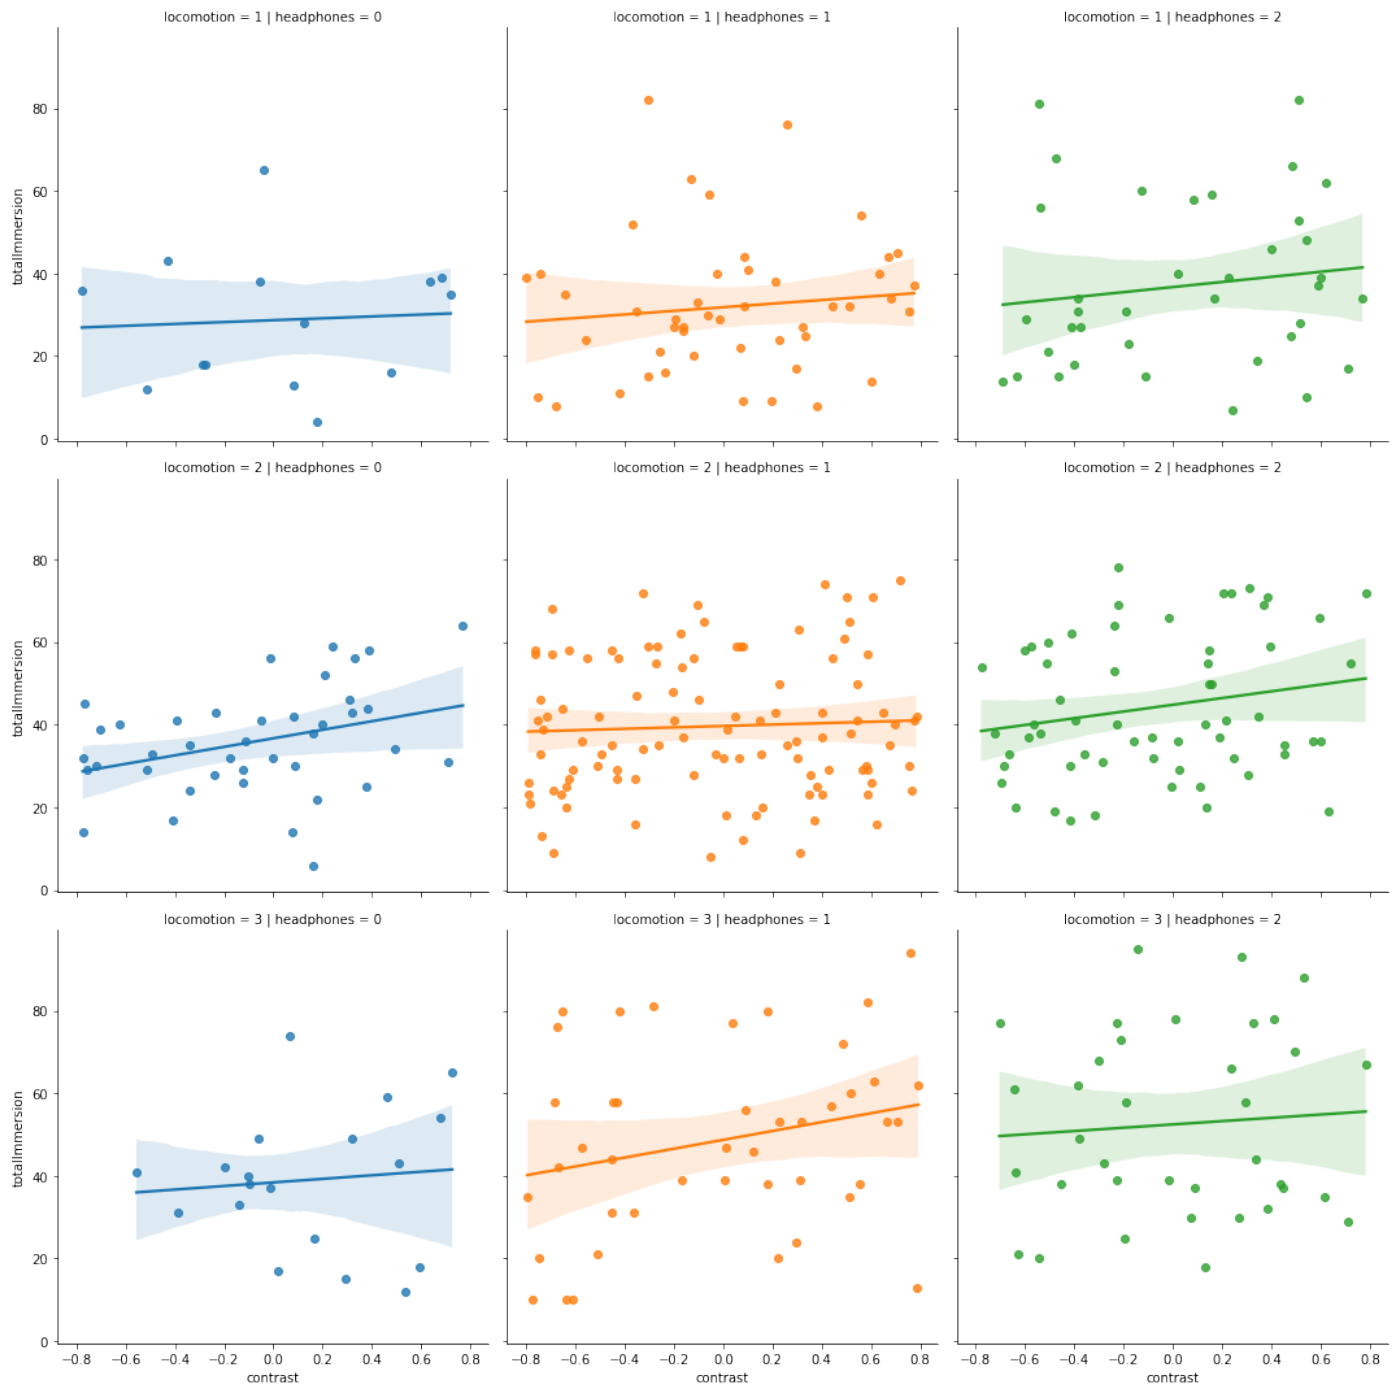 locomotion = 1 | headphones = 0
locomotion = 1 | headphones = 1
locomotion = 1 | headphones = 2
totalImmersion
80
60
40
20
0
locomotion = 2 | headphones = 0
locomotion = 2 | headphones = 1
locomotion = 2 | headphones = 2
totalImmersion
80
60
40
20
0
locomotion = 3 | headphones = 0
locomotion = 3 | headphones = 1
locomotion = 3 | headphones = 2
totalImmersion
80
60
40
20
0
−0.8 −0.6 −0.4 −0.2 0.0 0.2 0.4 0.6 0.8
−0.8 −0.6 −0.4 −0.2 0.0 0.2 0.4 0.6 0.8
−0.8 −0.6 −0.4 −0.2 0.0 0.2 0.4 0.6 0.8
contrast
contrast
contrast